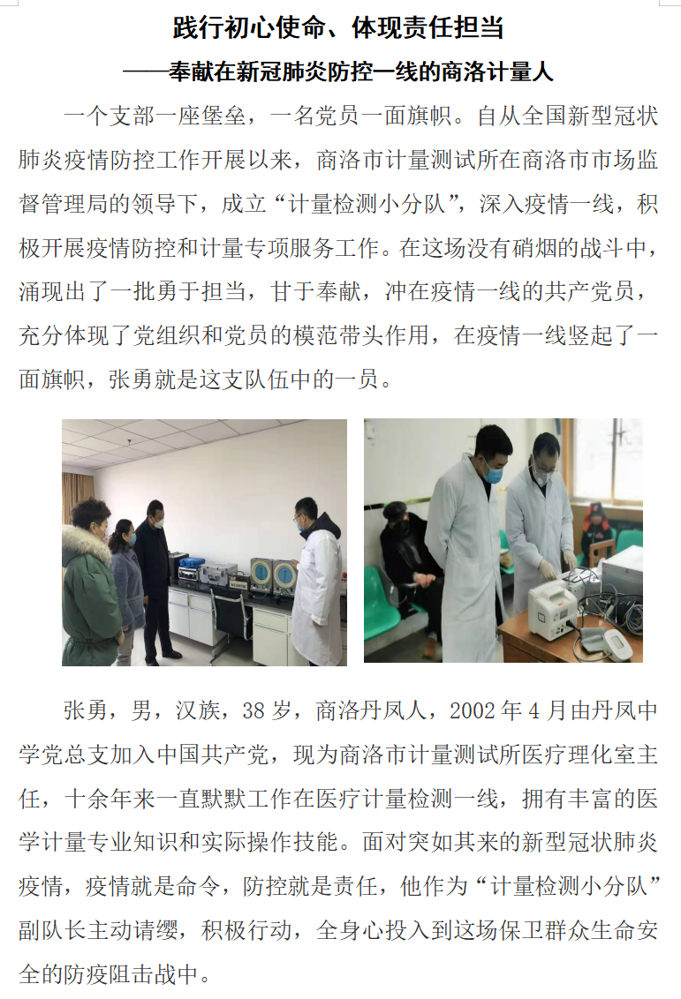 践行初心使命、体现责任担当
——奉献在新冠肺炎防控一线的商洛计量人
一个支部一座堡垒，一名党员一面旗帜。自从全国新型冠状
肺炎疫情防控工作开展以来，商洛市计量测试所在商洛市市场监
督管理局的领导下，成立“计量检测小分队”，深入疫情一线，积
极开展疫情防控和计量专项服务工作。在这场没有硝烟的战斗中，
涌现出了一批勇于担当，甘于奉献，冲在疫情一线的共产党员，
充分体现了党组织和党员的模范带头作用，在疫情一线竖起了一
面旗帜，张勇就是这支队伍中的一员。
张勇，男，汉族，38 岁，商洛丹凤人，2002 年 4 月由丹凤中
学党总支加入中国共产党，现为商洛市计量测试所医疗理化室主
任，十余年来一直默默工作在医疗计量检测一线，拥有丰富的医
学计量专业知识和实际操作技能。面对突如其来的新型冠状肺炎
疫情，疫情就是命令，防控就是责任，他作为“计量检测小分队”
副队长主动请缨，积极行动，全身心投入到这场保卫群众生命安
全的防疫阻击战中。